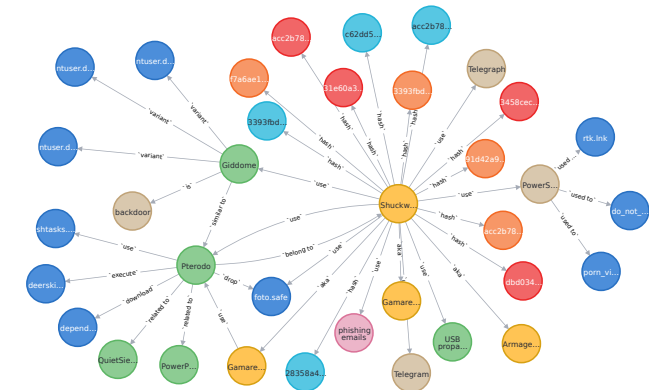 acc2b78...
c62dd5...
acc2b78...
ntuser.d...
ntuser.d...
f7a6ae1...
31e60a3...
3393fbd...
Telegraph
3458cec...
3393fbd...
rtk.lnk
ntuser.d...
`variant`
`variant`
`variant`
`hash`
`hash`
`hash`
`hash`
`hash`
`hash`
`use`
`hash`
91d42a9...
`hash`
Giddome
`is`
`use`
`use`
PowerS...
`used`
`used to`
`used to`
do_not_...
backdoor
`similar to`
Shuckw...
`hash`
acc2b78...
shtasks....
`use`
`use`
`belong to`
`use`
`aka`
`hash`
`use`
`aka`
`use`
`aka`
`hash`
Pterodo
`execute`
`drop`
deerski...
`download`
foto.safe
dbd034...
porn_vi...
`related to`
`related to`
`use`
depend...
Gamare...
phishing
emails
USB
propa...
Armage...
QuietSie...
PowerP...
Gamare...
28358a4...
Telegram